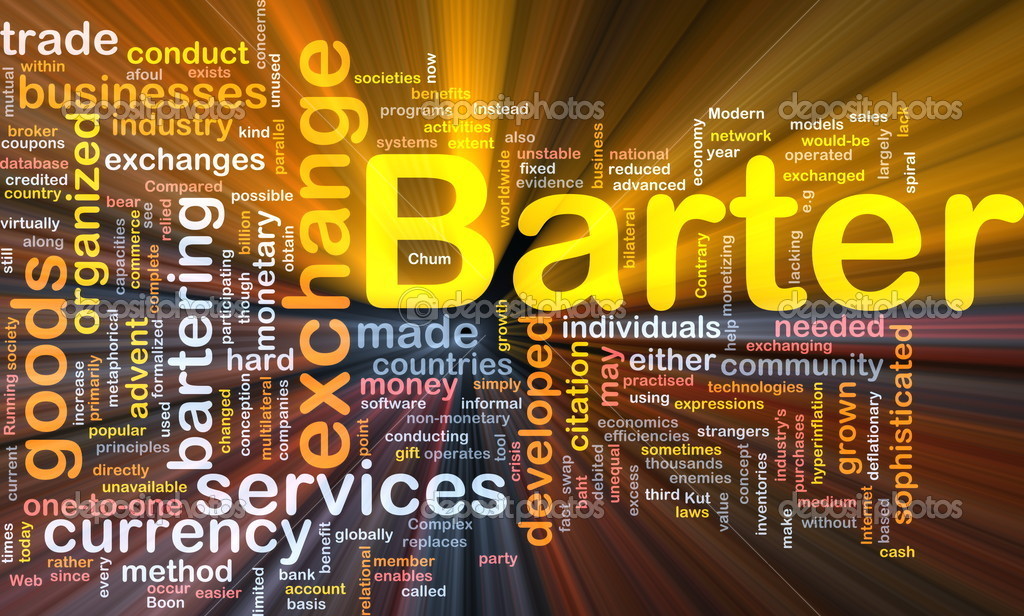 trade
conduct
concerns
within
afoul
exists
unused
mutual
businesses
broker
coupons
industry
kind
parallel
database
credited
country
organized
exchanges
Compared
possible
exchange
societies
now
benefits
programs
Instead
activities
systems
extent
also
unstable
fixed
evidence
worldwide
business
national
reduced
advanced
economy
Modern
network
year
models
sales
would-be
operated
exchanged
largely
lack
spiral
e.g
virtually
along
still
bear
see
relied
capacities
commerce
bartering
billion
monetary
obtain
Barter
Chum
bilateral
Contrary
monetizing
lacking
goods
society
Running
increase
primarily
metaphorical
advent
formalized
complete
participating
though
hard
made
countries
growth
developed
individuals
help
needed
exchanging
either
community
money
simply
software
informal
non-monetary
conducting
gift
operates
point
tool
crisis
citation
may
practised
using
technologies
expressions
economics
efficiencies
strangers
sometimes
thousands
enemies
popular
principles
used
changed
conception
multilateral
companies
directly
unavailable
current
one-to-one
services
currency
fact
swap
baht
debited
unequal
excess
third
Kut
laws
value
concept
inventories
industry's
purchases
hyperinflation
grown
deflationary
sophisticated
make
medium
without
Internet
based
cash
times
today
rather
Web
since
every
method
occur
easier
Boon
limited
bank
account
basis
benefit
globally
Complex
replaces
relational
member
enables
called
party
depositphotos
depositphotos
depositphotos
depositphotos
depositphotos
depositphotos
depositphotos
depositphotos
depositphotos